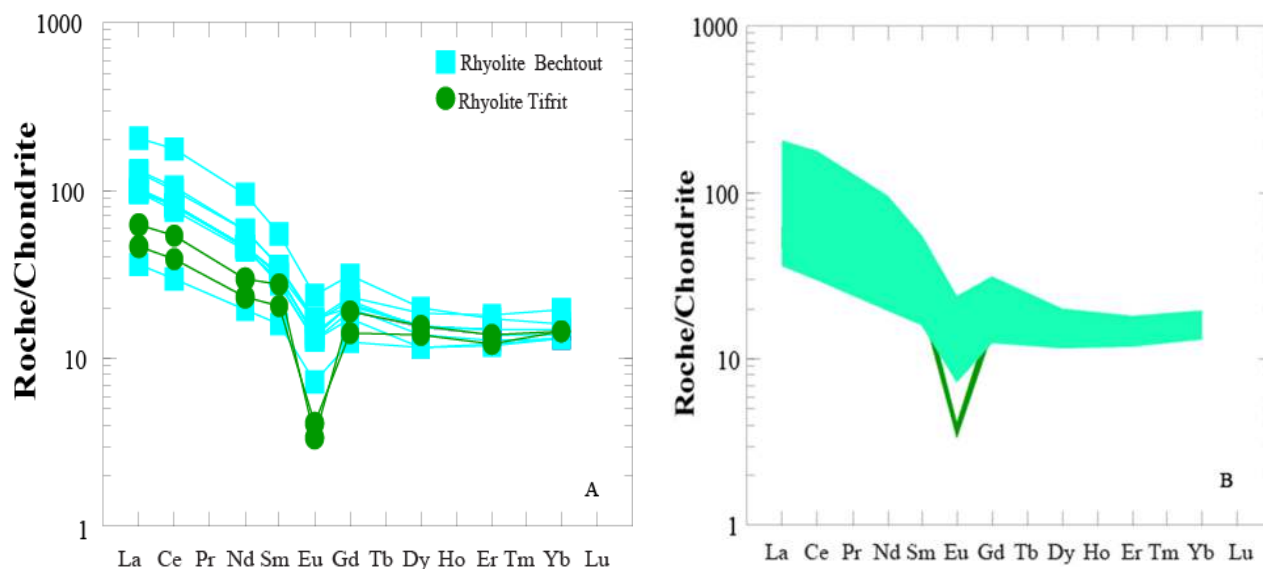 1000
Rhyolite Bechtout
Rhyolite Tifrit
100
10
1
Roche/Chondrite
A
La Ce Pr Nd Sm Eu Gd Tb Dy Ho Er Tm Yb Lu
1000
100
10
1
Roche/Chondrite
B
La Ce Pr Nd Sm Eu Gd Tb Dy Ho Er Tm Yb Lu